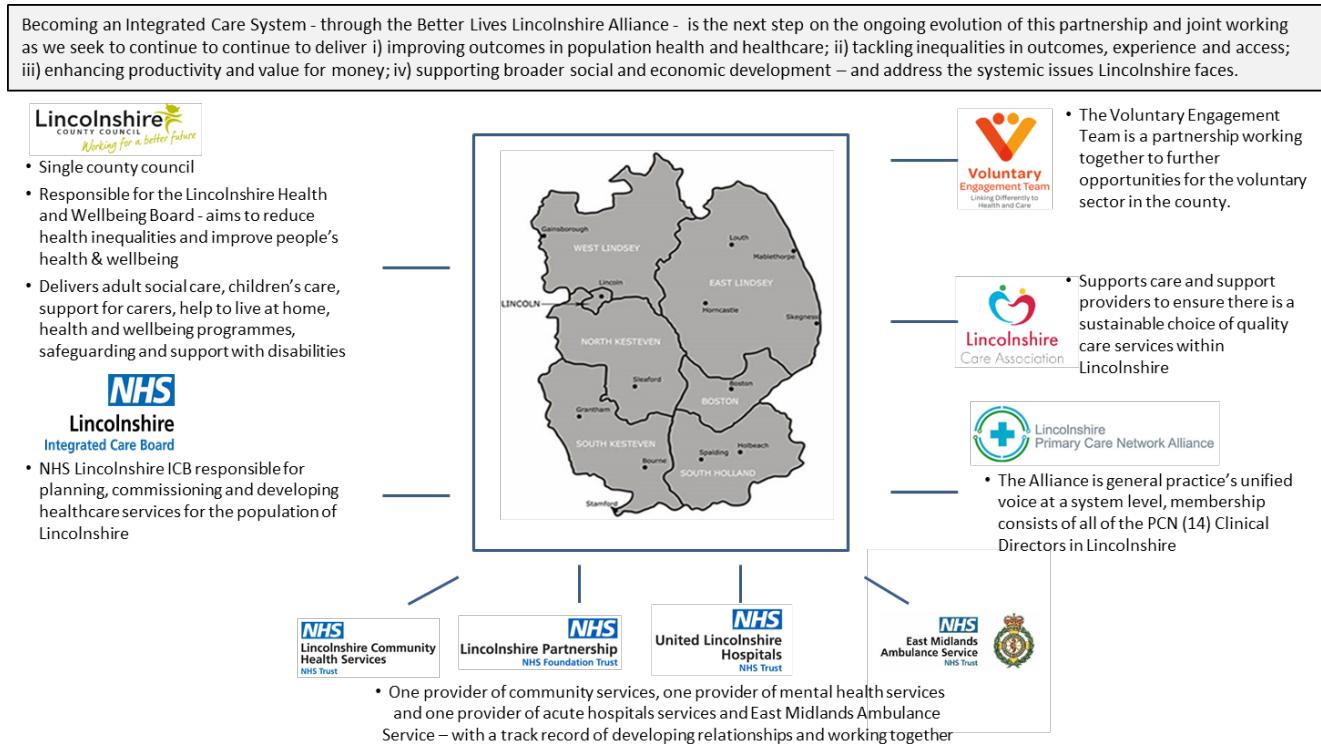 Becoming an Integrated Care System - through the Better Lives Lincolnshire Alliance - is the next step on the ongoing evolution of this partnership and joint working
as we seek to continue to continue to deliver i) improving outcomes in population health and healthcare; ii) tackling inequalities in outcomes, experience and access;
iii) enhancing productivity and value for money; iv) supporting broader social and economic development – and address the systemic issues Lincolnshire faces.
Lincolnshire
COUNTY COUNCIL
Working for a better future
• Single county council
• Responsible for the Lincolnshire Health
and Wellbeing Board - aims to reduce
health inequalities and improve people's
health & wellbeing
• Delivers adult social care, children's care,
support for carers, help to live at home,
health and wellbeing programmes,
safeguarding and support with disabilities
NHS
Lincolnshire
Integrated Care Board
• NHS Lincolnshire ICB responsible for
planning, commissioning and developing
healthcare services for the population of
Lincolnshire
Gainsborough
WEST LINDSEY
Louth
Mablethorpe
EAST LINDSEY
Lincoln
LINCOLN
Horncastle
Skegness
NORTH KESTEVEN
Sleaford
Boston
BOSTON
Grantham
SOUTH KESTEVEN
Holbeach
Spalding
Bourne
SOUTH HOLLAND
Stamford
Voluntary
Engagement Team
Linking Differently to
Health and Care
• The Voluntary Engagement
Team is a partnership working
together to further
opportunities for the voluntary
sector in the county.
Lincolnshire
Care Association
• Supports care and support
providers to ensure there is a
sustainable choice of quality
care services within
Lincolnshire
Lincolnshire
Primary Care Network Alliance
• The Alliance is general practice's unified
voice at a system level, membership
consists of all of the PCN (14) Clinical
Directors in Lincolnshire
NHS
Lincolnshire Community
Health Services
NHS Trust
NHS
Lincolnshire Partnership
NHS Foundation Trust
NHS
United Lincolnshire
Hospitals
NHS Trust
NHS
East Midlands
Ambulance Service
NHS Trust
• One provider of community services, one provider of mental health services
and one provider of acute hospitals services and East Midlands Ambulance
Service – with a track record of developing relationships and working together